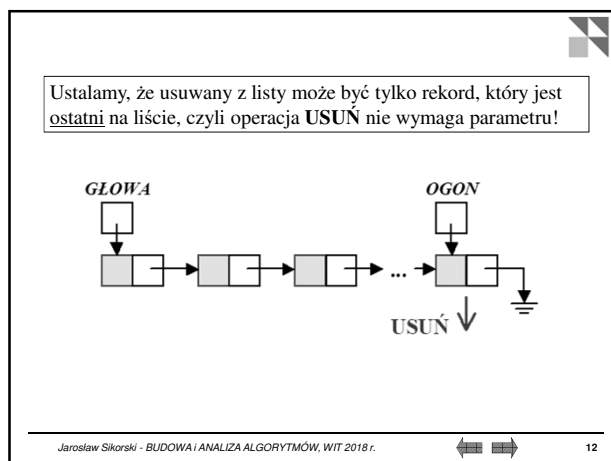 Ustalamy, że usuwany z listy może być tylko rekord, który jest
ostatni na liście, czyli operacja USUŃ nie wymaga parametru!
GŁOWA
OGON
...
USUŃ
Jarosław Sikorski - BUDOWA i ANALIZA ALGORYTMÓW, WIT 2018 r.
12